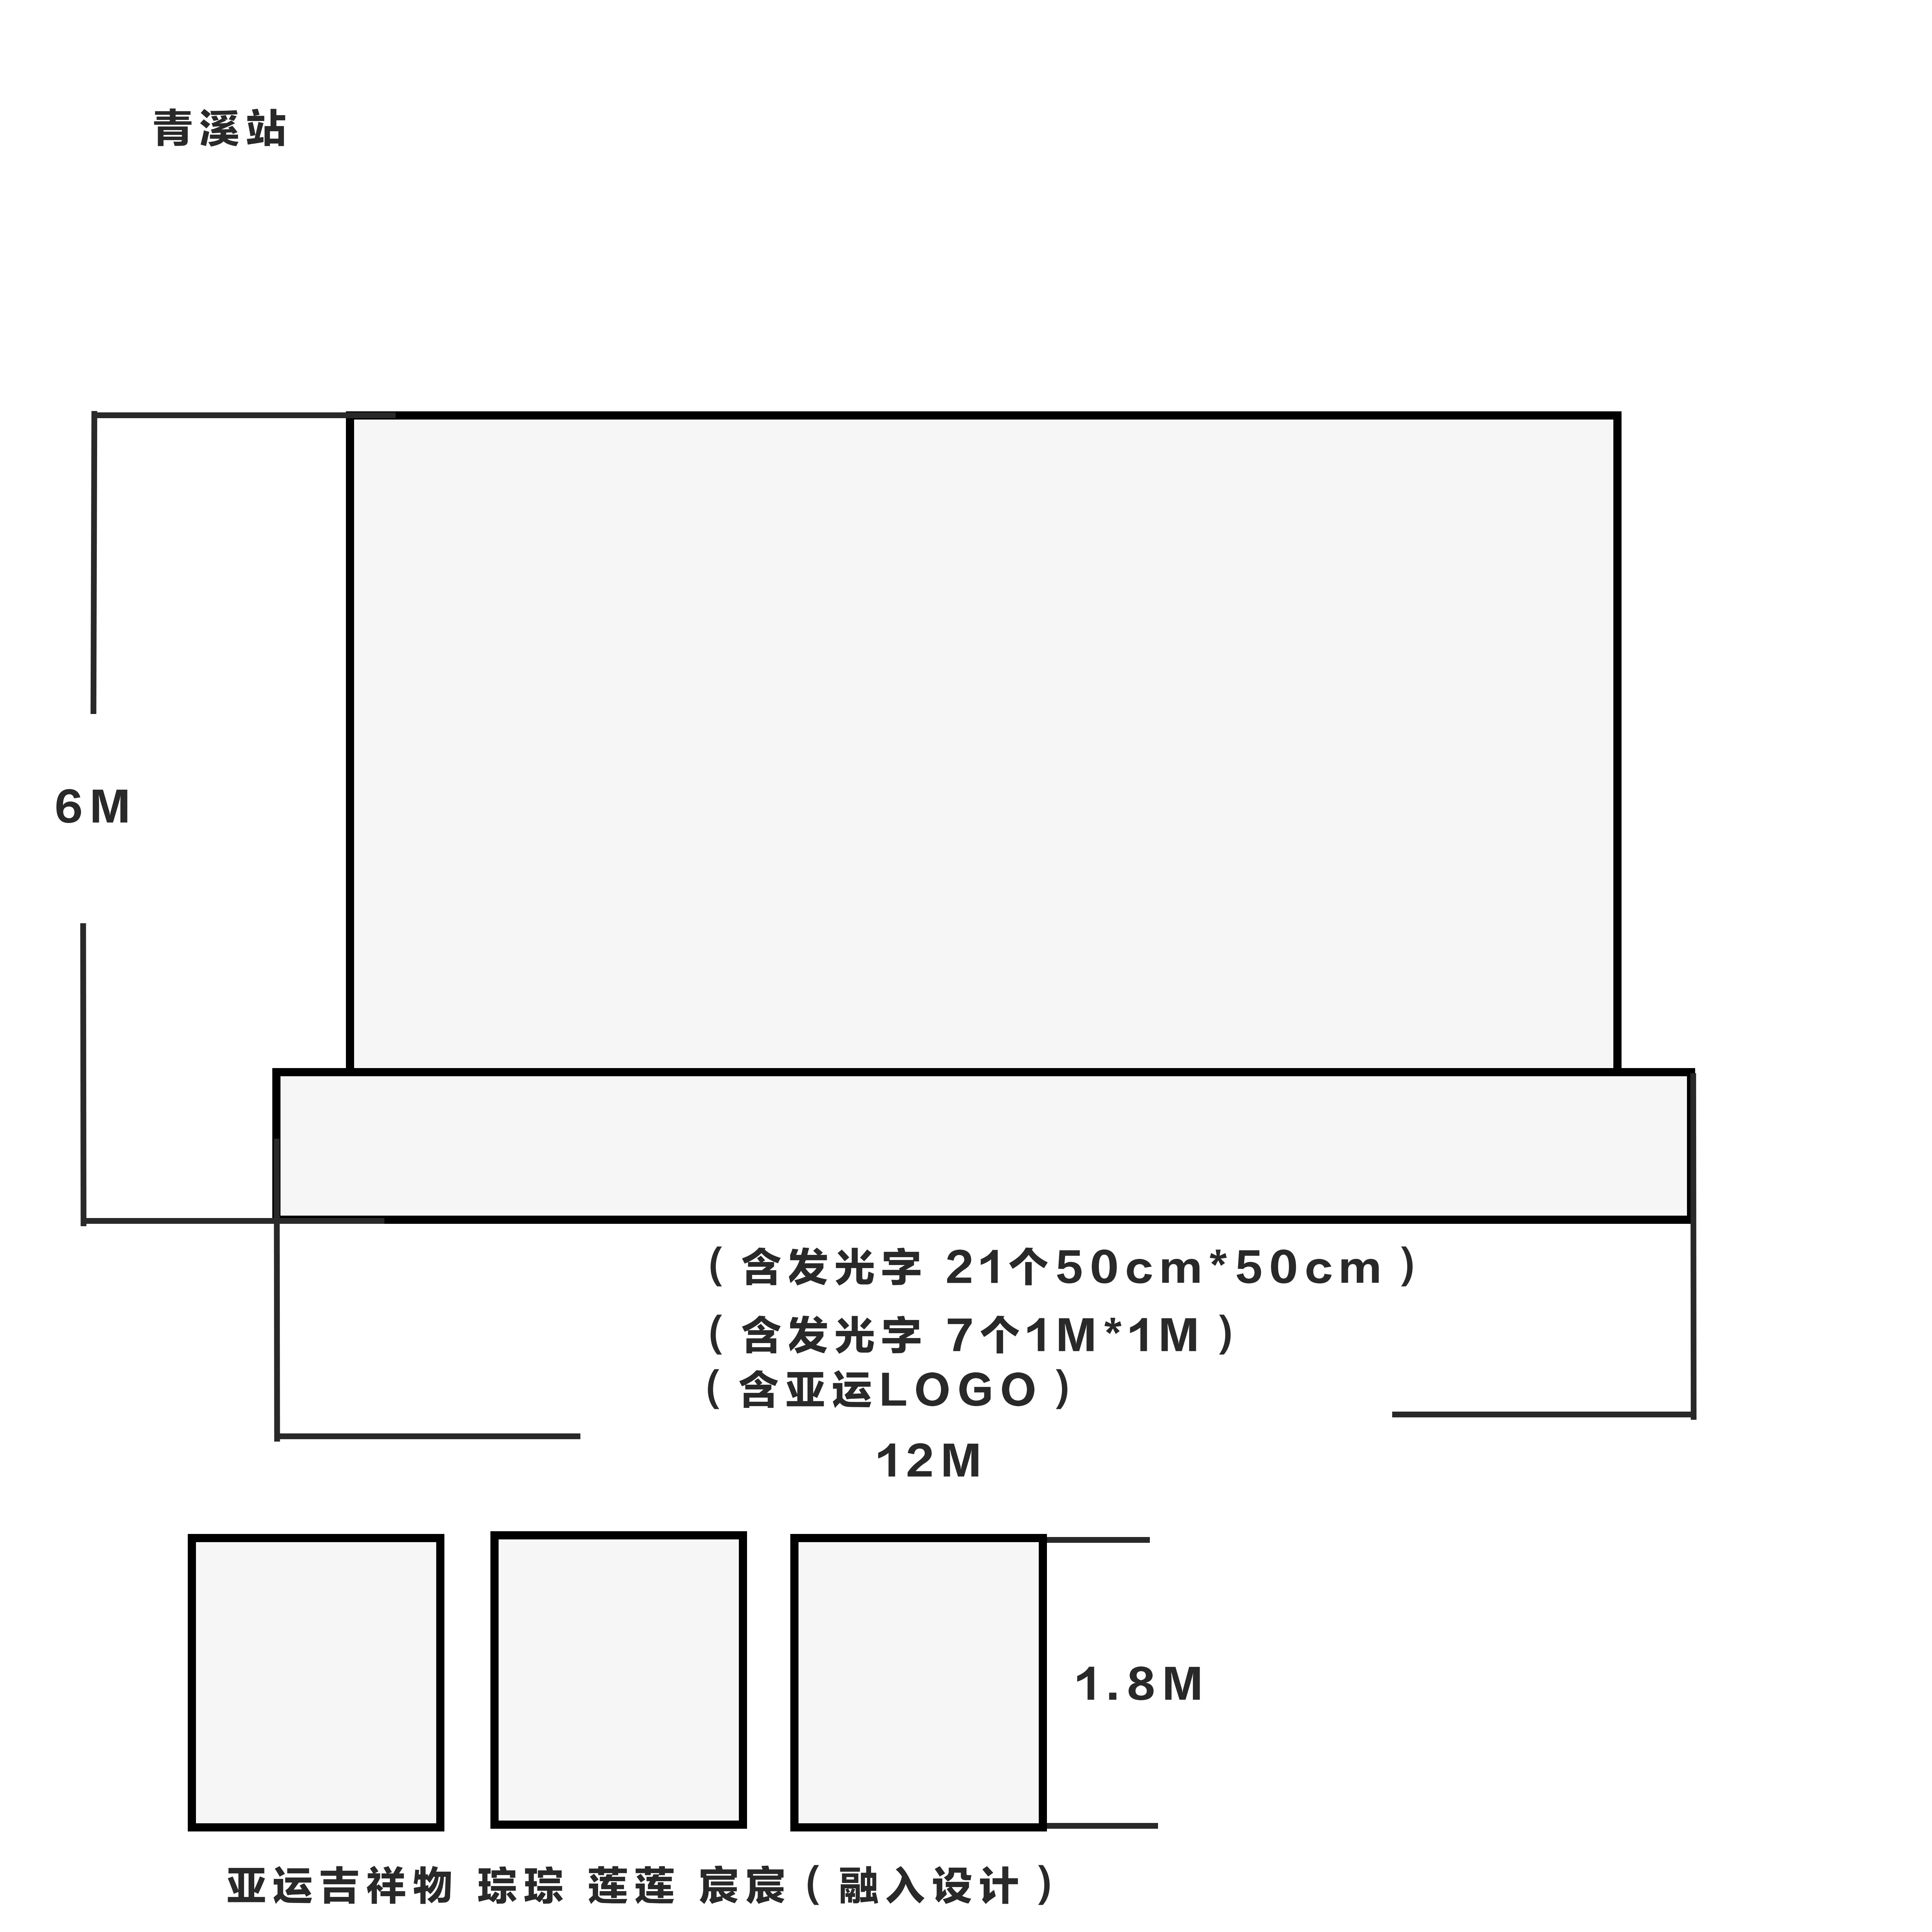 青溪站
6M
（含发光字 21个50cm*50cm）
（含发光字 7个1M*1M）
（含亚运LOGO）
12M
1.8M
亚运吉祥物 琮琮 莲莲 宸宸（融入设计）